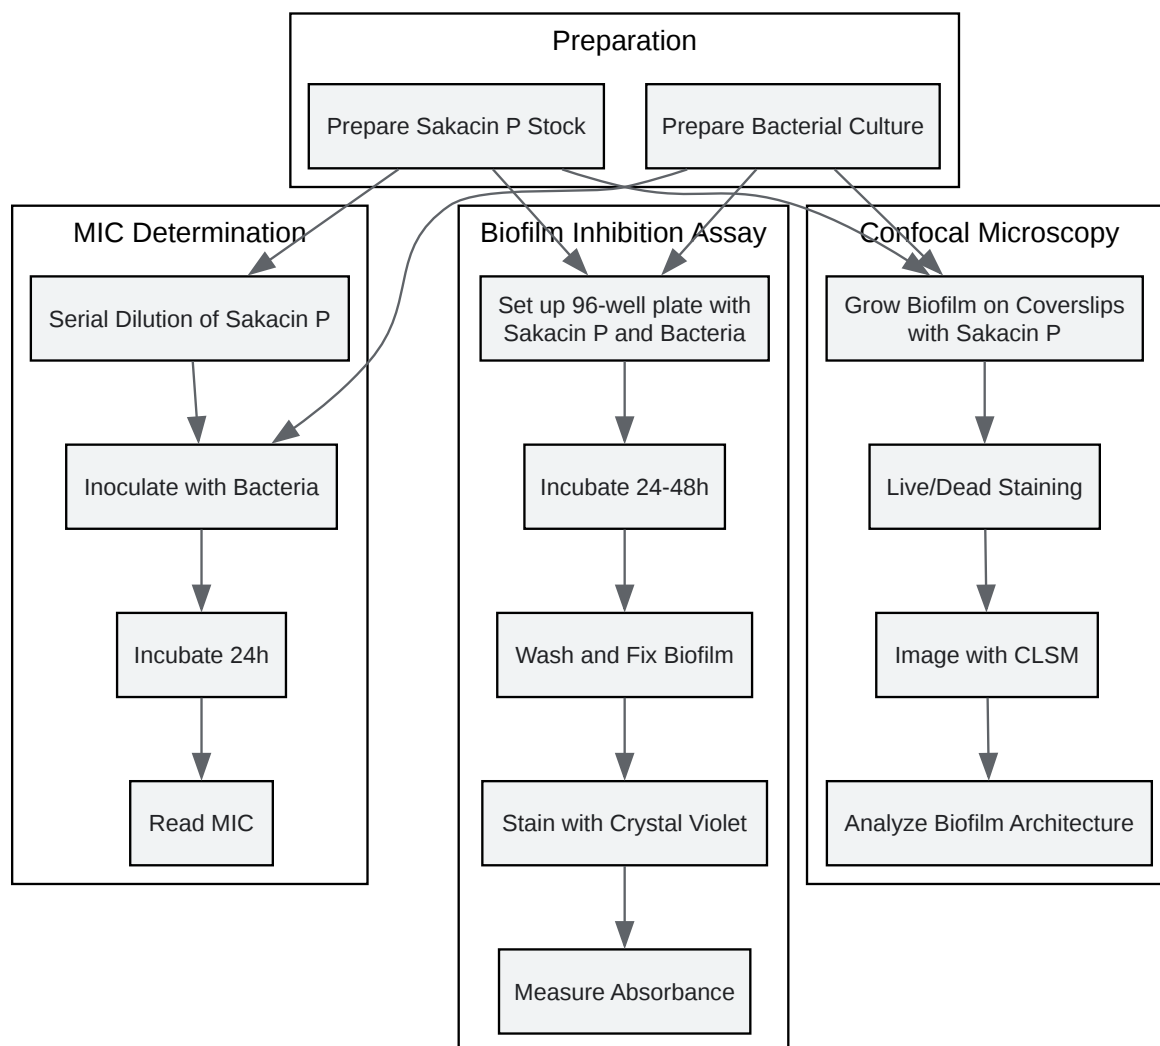 Preparation
Prepare Sakacin P Stock
Prepare Bacterial Culture
MIC Determination
Serial Dilution of Sakacin P
Inoculate with Bacteria
Incubate 24h
Read MIC
Biofilm Inhibition Assay
Set up 96-well plate with
Sakacin P and Bacteria
Incubate 24-48h
Wash and Fix Biofilm
Stain with Crystal Violet
Measure Absorbance
Confocal Microscopy
Grow Biofilm on Coverslips
with Sakacin P
Live/Dead Staining
Image with CLSM
Analyze Biofilm Architecture